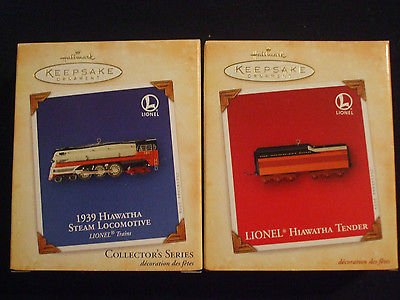 Hallmark
KEEPSAKE
ORNAMENT
L
LIONEL
1939 HIAWATHA
STEAM LOCOMOTIVE
LIONEL® Trains
COLLECTOR'S SERIES
décoration des fêtes
Hallmark
KEEPSAKE
ORNAMENT
L
LIONEL
LIONEL® HIAWATHA TENDER
décoration des fêtes